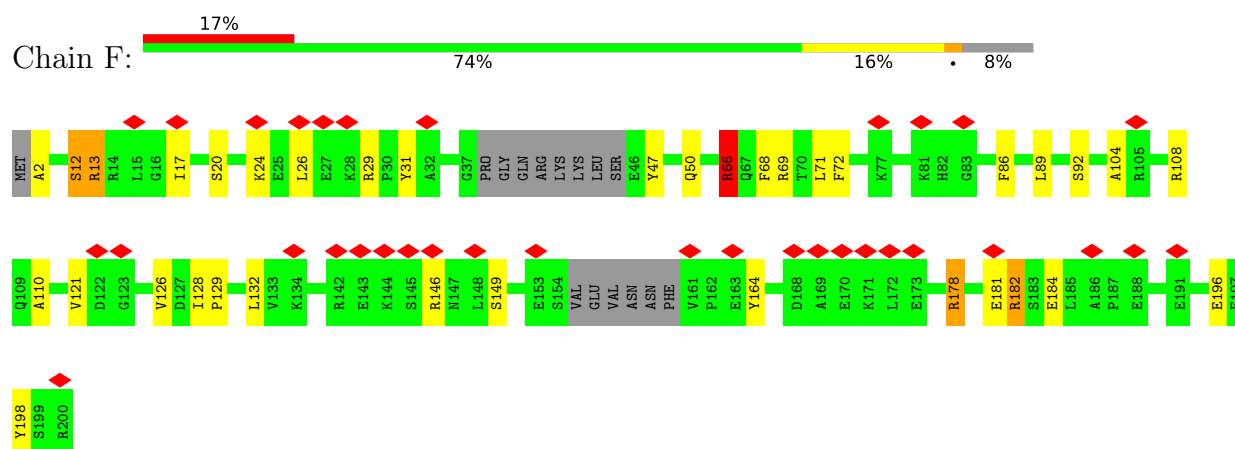 17%
Chain F:
74% 16% • 8%
MET A2 S12 R13 R14 L15 G16 I17 S20 K24 E25 L26 E27 K28 R29 P30 Y31 A32 G37 PRO GLY GLN ARG LYS LYS LEU SER E46 Y47 Q50 R66 Q67 F68 R69 T70 L71 F72 K77 K81 H82 G83 F86 L89 S92 A104 R105 R108
Q109 A110 V121 D122 G123 V126 D127 I128 P129 L132 V133 K134 R142 E143 K144 S145 R146 N147 L148 S149 E153 S154 VAL GLU VAL ASN ASN PHE V161 P162 E163 Y164 D168 A169 E170 K171 L172 E173 R178 E181 R182 S183 E184 L185 A186 P187 E188 E191 E196
Y198 S199 R200